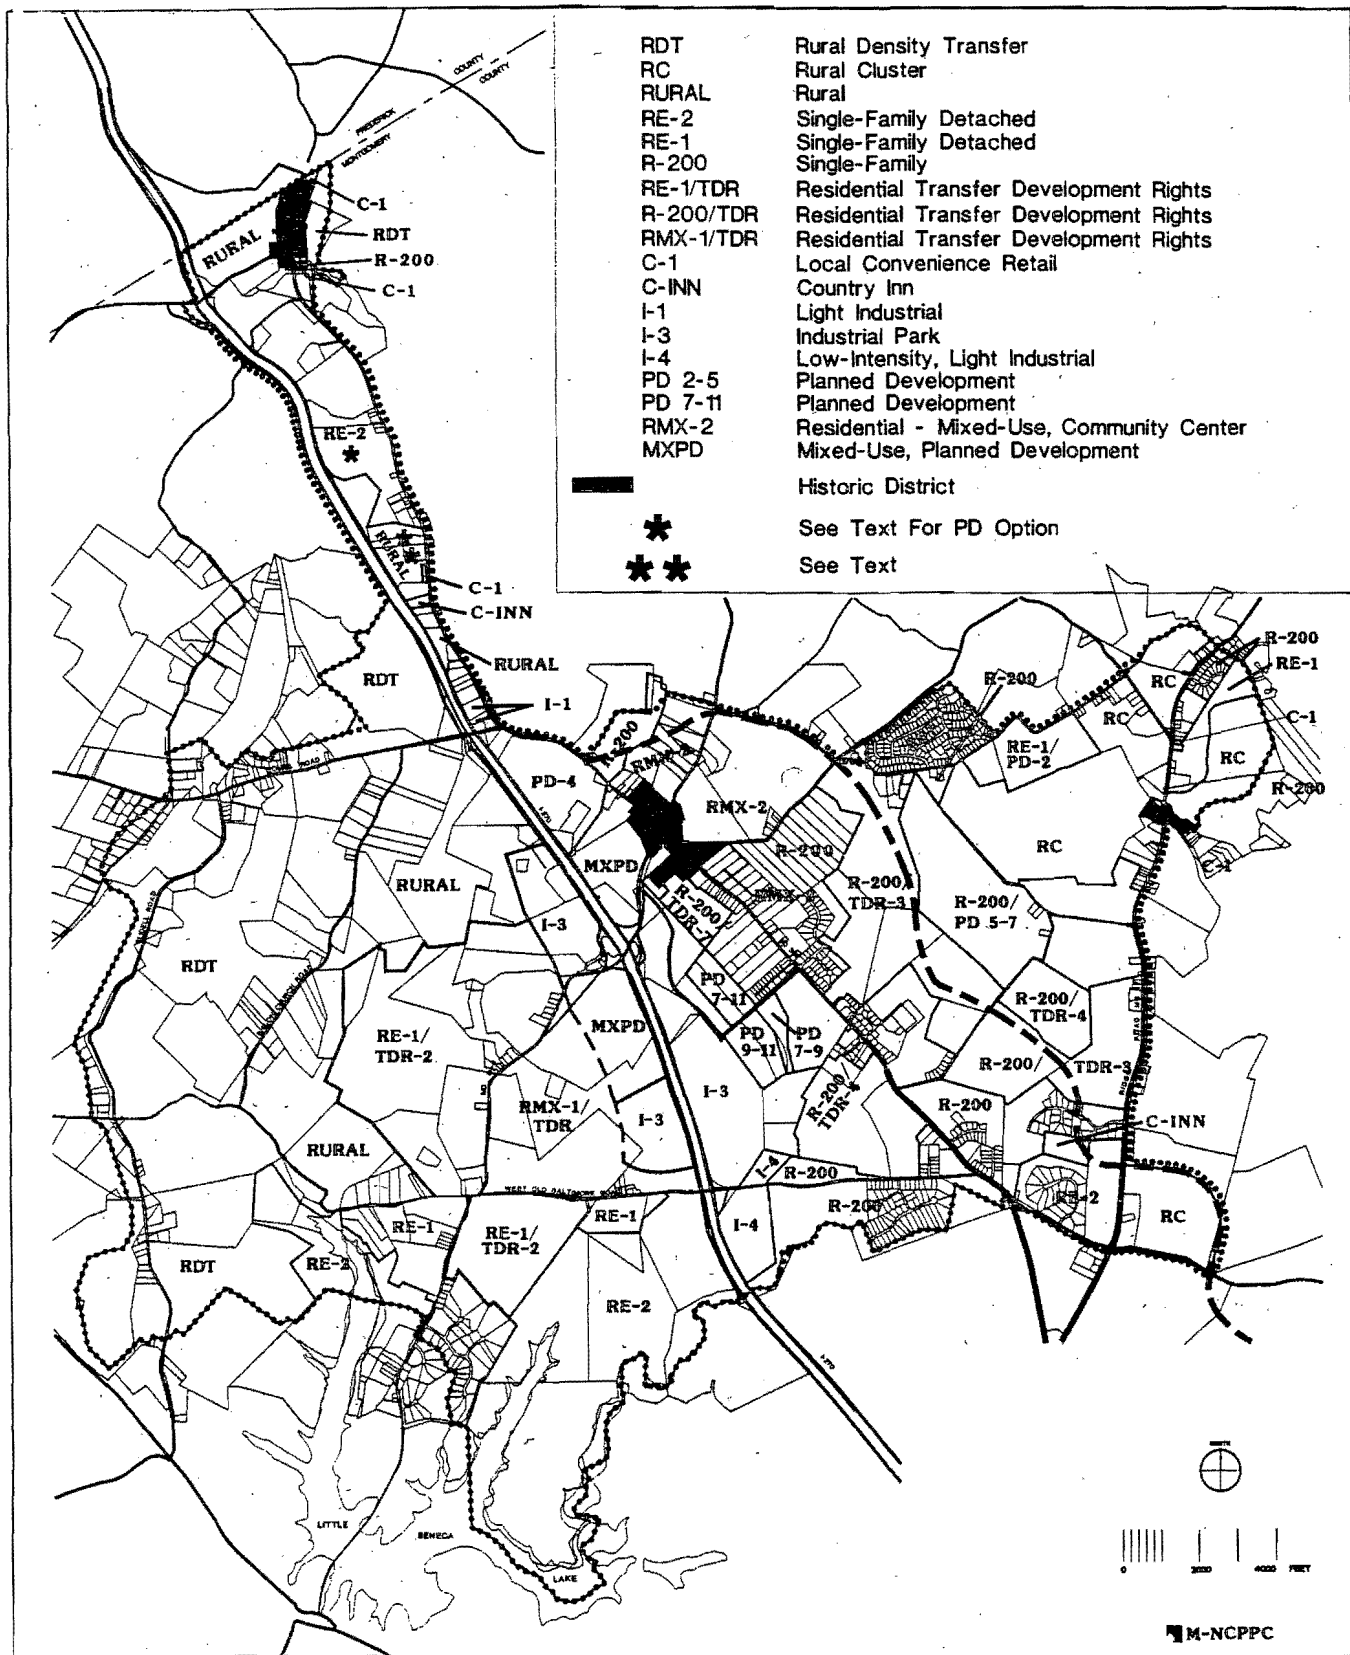 RDT Rural Density Transfer
RC Rural Cluster
RURAL Rural
RE-2 Single-Family Detached
RE-1 Single-Family Detached
R-200 Single-Family
RE-1/TDR Residential Transfer Development Rights
R-200/TDR Residential Transfer Development Rights
RMX-1/TDR Residential Transfer Development Rights
C-1 Local Convenience Retail
C-INN Country Inn
I-1 Light Industrial
I-3 Industrial Park
I-4 Low-Intensity, Light Industrial
PD 2-5 Planned Development
PD 7-11 Planned Development
RMX-2 Residential - Mixed-Use, Community Center
MXPD Mixed-Use, Planned Development
Historic District
* See Text For PD Option
** See Text
FREDERICK COUNTY
MONTGOMERY COUNTY
C-1
RDT
RURAL
R-200
C-1
RE-2
*
RURAL
**
C-1
C-INN
RURAL
RDT
I-1
R-200
RMX-2
PD-4
RMX-2
R-200
RE-1/
PD-2
RC
R-200
RE-1
RC
C-1
RC
R-200
C-1
RC
ROAD
I-270
MXPD
R-200/
TDR-7
R-200
RMX
R-200/
TDR-3
R-200/
PD 5-7
RURAL
I-3
RDT
PD
7-11
R-200/
TDR-4
RE-1/
TDR-2
MXPD
PD
9-11
PD
7-9
R-200/
TDR-3
R-200/
TDR-4
I-3
RMX-1/
TDR
I-3
R-200
C-INN
RIDGE ROAD
RURAL
I-4
R-200
WEST OLD BALTIMORE ROAD
RE-2
RE-1
RE-1/
TDR-2
RE-1
I-4
R-200
RC
RDT
RE-2
RE-2
I-270
LITTLE
SENECA
LAKE
NORTH
0 2000 4000 FEET
M-NCPPC